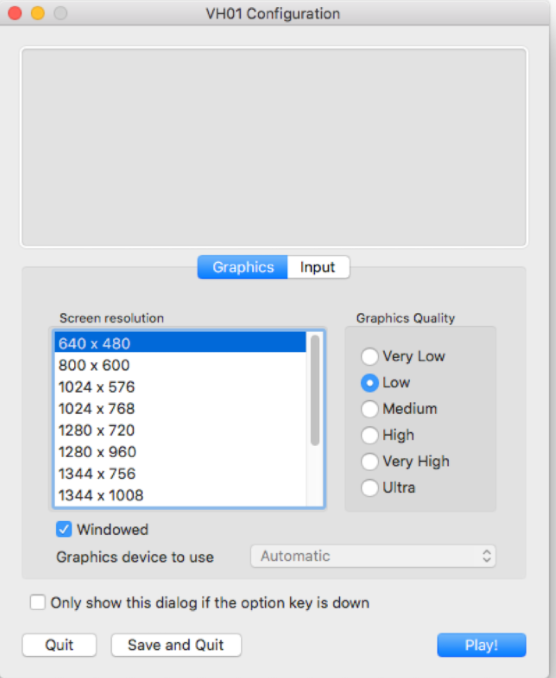 VH01 Configuration
Graphics Input
Screen resolution
640 x 480
800 x 600
1024 x 576
1024 x 768
1280 x 720
1280 x 960
1344 x 756
1344 x 1008
Graphics Quality
Very Low
Low
Medium
High
Very High
Ultra
Windowed
Graphics device to use Automatic
Only show this dialog if the option key is down
Quit Save and Quit Play!